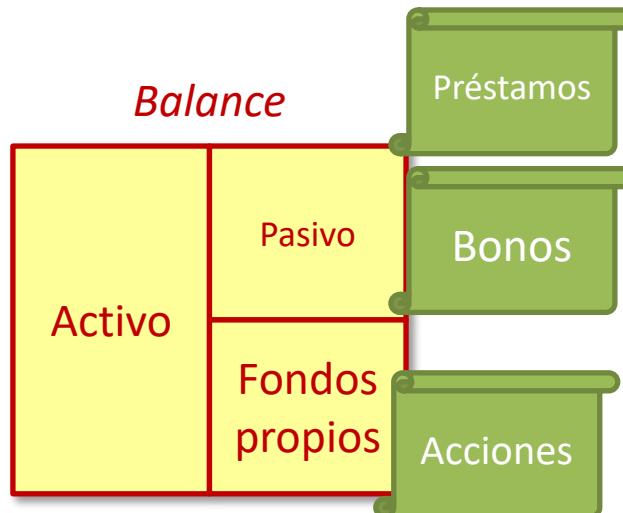 Balance
Activo
Pasivo
Fondos
propios
Préstamos
Bonos
Acciones